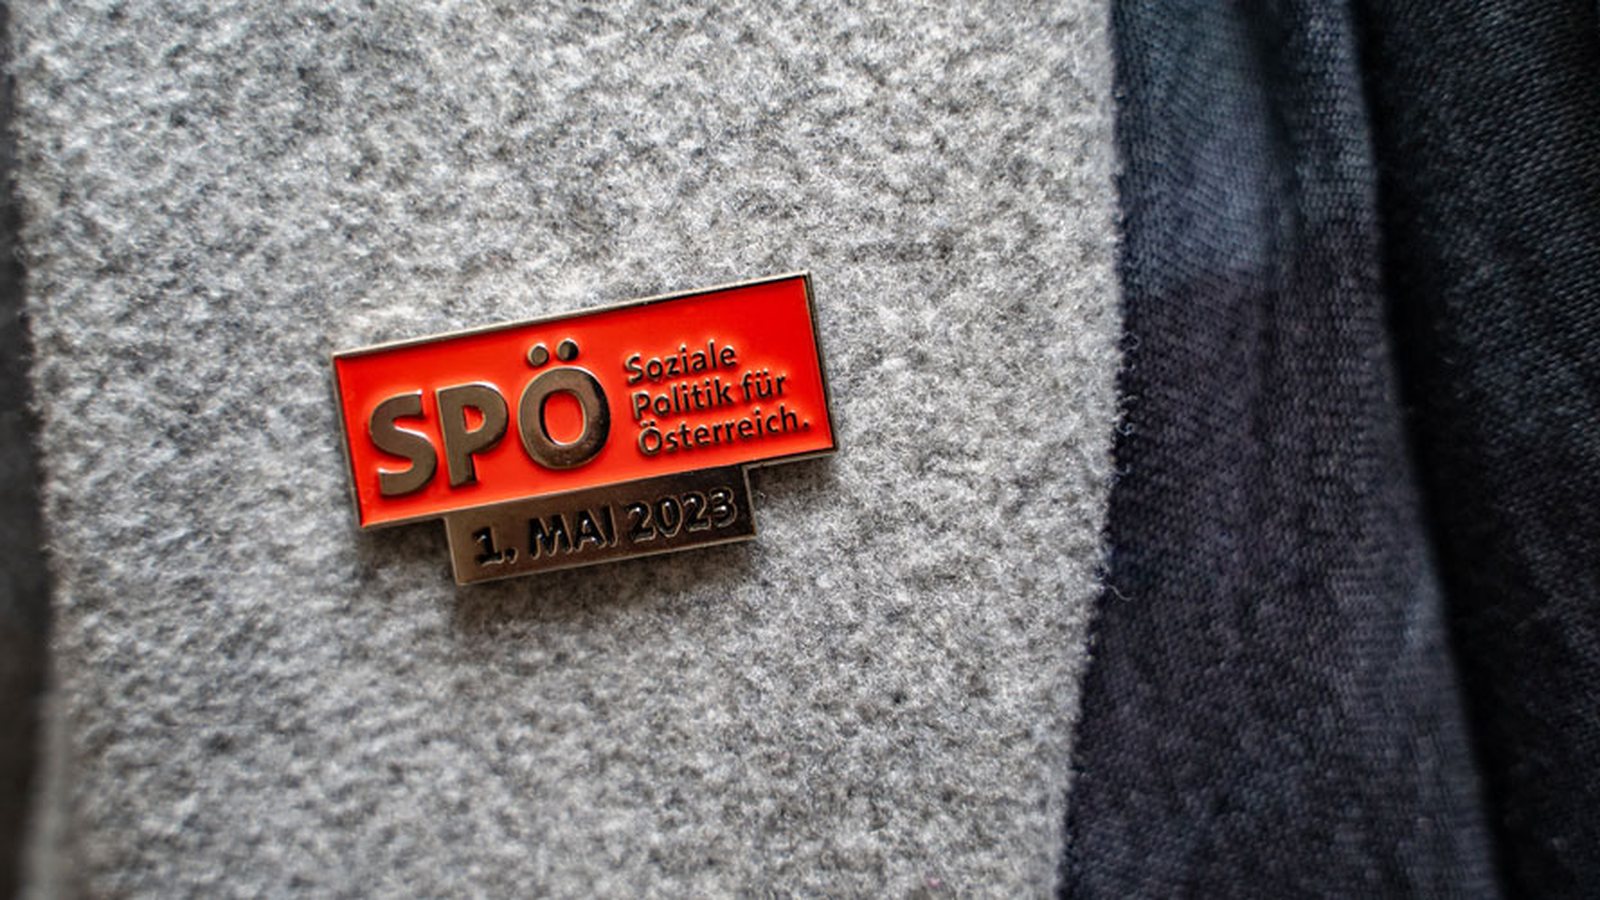 SPÖ
Soziale
Politik für
Österreich.
1. MAI 2023